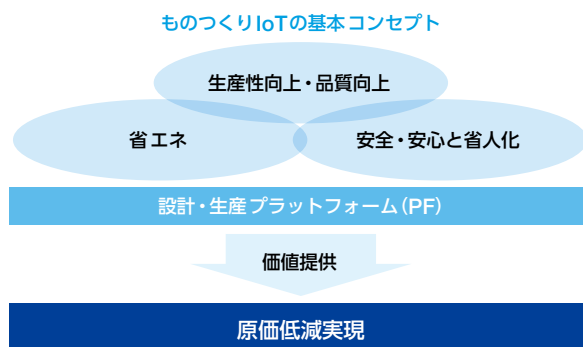 ものつくりIoTの基本コンセプト
生産性向上・品質向上
省エネ
安全・安心と省人化
設計・生産プラットフォーム(PF)
価値提供
原価低減実現